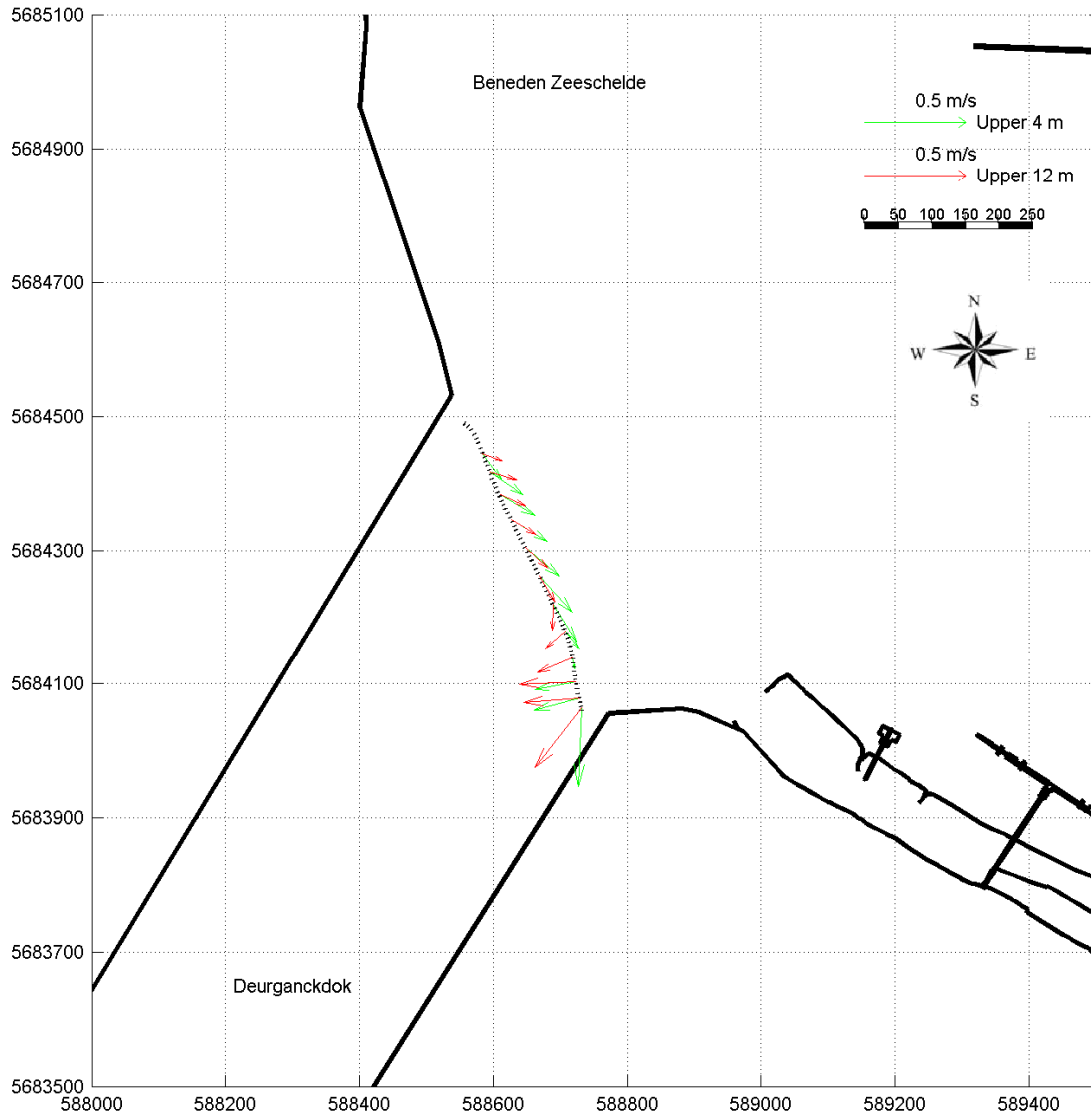 5685100
Beneden Zeeschelde
0.5 m/s
Upper 4 m
5684900
0.5 m/s
Upper 12 m
0 50 100 150 200 250
5684700
N
W E
S
5684500
5684300
5684100
5683900
5683700
Deurganckdok
5683500
588000 588200 588400 588600 588800 589000 589200 589400